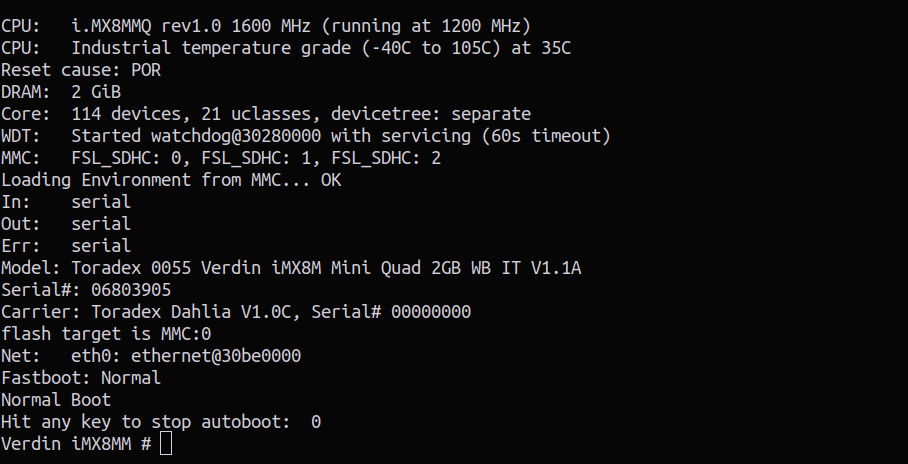 CPU:   i.MX8MMQ rev1.0 1600 MHz (running at 1200 MHz)
CPU:   Industrial temperature grade (-40C to 105C) at 35C
Reset cause: POR
DRAM:  2 GiB
Core:  114 devices, 21 uclasses, devicetree: separate
WDT:   Started watchdog@30280000 with servicing (60s timeout)
MMC:   FSL_SDHC: 0, FSL_SDHC: 1, FSL_SDHC: 2
Loading Environment from MMC... OK
In:    serial
Out:   serial
Err:   serial
Model: Toradex 0055 Verdin iMX8M Mini Quad 2GB WB IT V1.1A
Serial#: 06803905
Carrier: Toradex Dahlia V1.0C, Serial# 00000000
flash target is MMC:0
Net:   eth0: ethernet@30be0000
Fastboot: Normal
Normal Boot
Hit any key to stop autoboot:  0
Verdin iMX8MM #